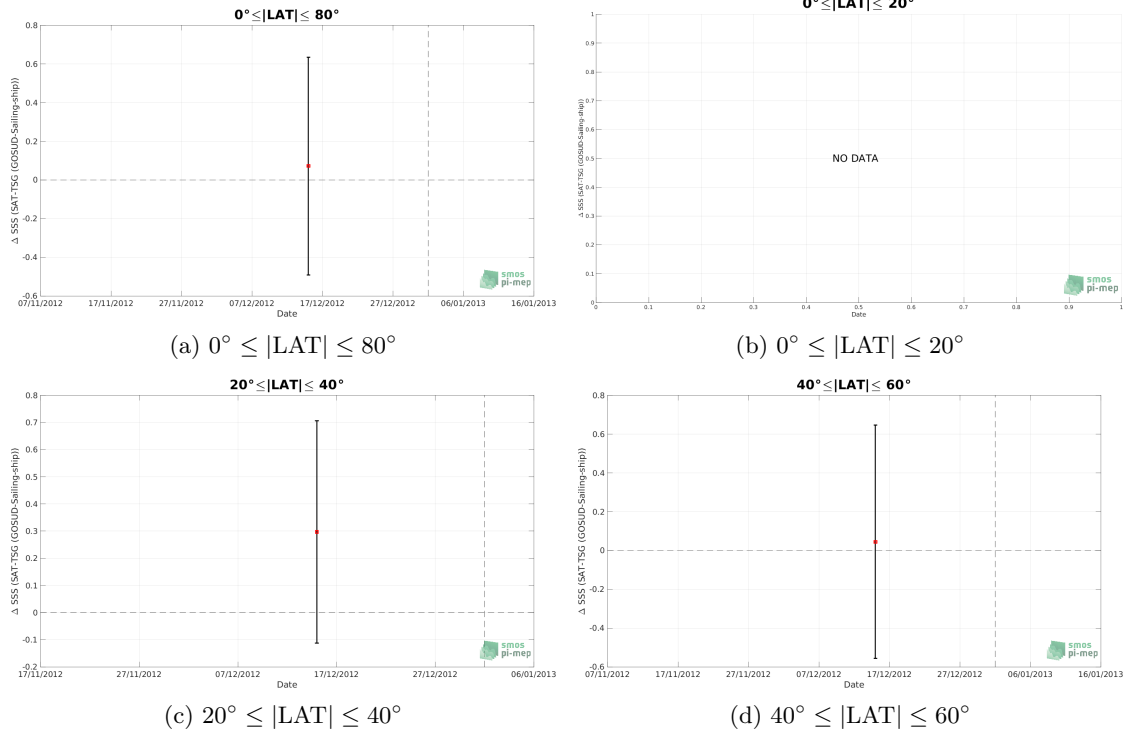 0°≤|LAT|≤ 80°
Δ SSS (SAT-TSG (GOSUD-Sailing-ship))
0.8
0.6
0.4
0.2
0
-0.2
-0.4
-0.6
07/11/2012 17/11/2012 27/11/2012 07/12/2012 17/12/2012 27/12/2012 06/01/2013 16/01/2013
Date
smos
pi-mep
(a) 0° ≤ |LAT| ≤ 80°
0°≤|LAT|≤ 20°
Δ SSS (SAT-TSG (GOSUD-Sailing-ship))
1
0.9
0.8
0.7
0.6
0.5
0.4
0.3
0.2
0.1
0
NO DATA
0 0.1 0.2 0.3 0.4 0.5 0.6 0.7 0.8 0.9 1
Date
smos
pi-mep
(b) 0° ≤ |LAT| ≤ 20°
20°≤|LAT|≤ 40°
Δ SSS (SAT-TSG (GOSUD-Sailing-ship))
0.8
0.7
0.6
0.5
0.4
0.3
0.2
0.1
0
-0.1
-0.2
17/11/2012 27/11/2012 07/12/2012 17/12/2012 27/12/2012 06/01/2013
Date
smos
pi-mep
(c) 20° ≤ |LAT| ≤ 40°
40°≤|LAT|≤ 60°
Δ SSS (SAT-TSG (GOSUD-Sailing-ship))
0.8
0.6
0.4
0.2
0
-0.2
-0.4
-0.6
07/11/2012 17/11/2012 27/11/2012 07/12/2012 17/12/2012 27/12/2012 06/01/2013 16/01/2013
Date
smos
pi-mep
(d) 40° ≤ |LAT| ≤ 60°